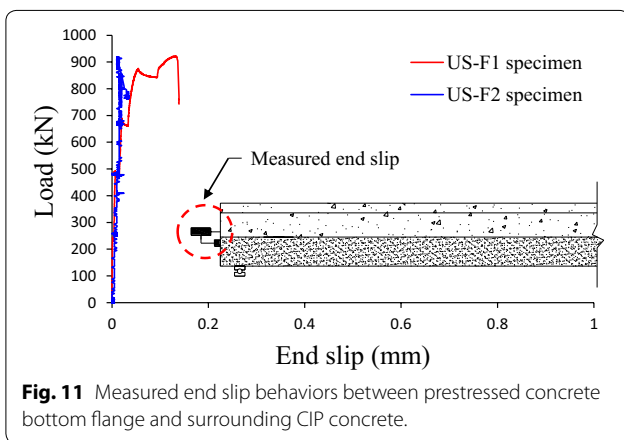 1000
900
800
700
600
500
400
300
200
100
0
Load (kN)
US-F1 specimen
US-F2 specimen
Measured end slip
0 0.2 0.4 0.6 0.8 1
End slip (mm)
Fig. 11 Measured end slip behaviors between prestressed concrete
bottom flange and surrounding CIP concrete.